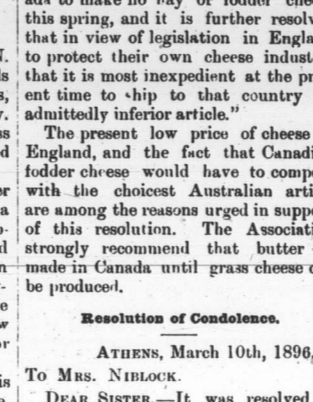 this spring, and it is further resolv
that in view of legislation in Engla
to protect their own cheese indust
that it is most inexpedient at the pr
ent time to ship to that country
admittedly inferior article."
The present low price of cheese
England, and the fact that Canadi
fodder cheese would have to compe
with the choicest Australian arti
are among the reasons urged in suppo
of this resolution. The Associati
strongly recommend that butter
made in Canada until grass cheese c
be produced.
Resolution of Condolence.
ATHENS, March 10th, 1896,
To MRS. NIBLOCK.
DEAR SISTER,—It was resolved